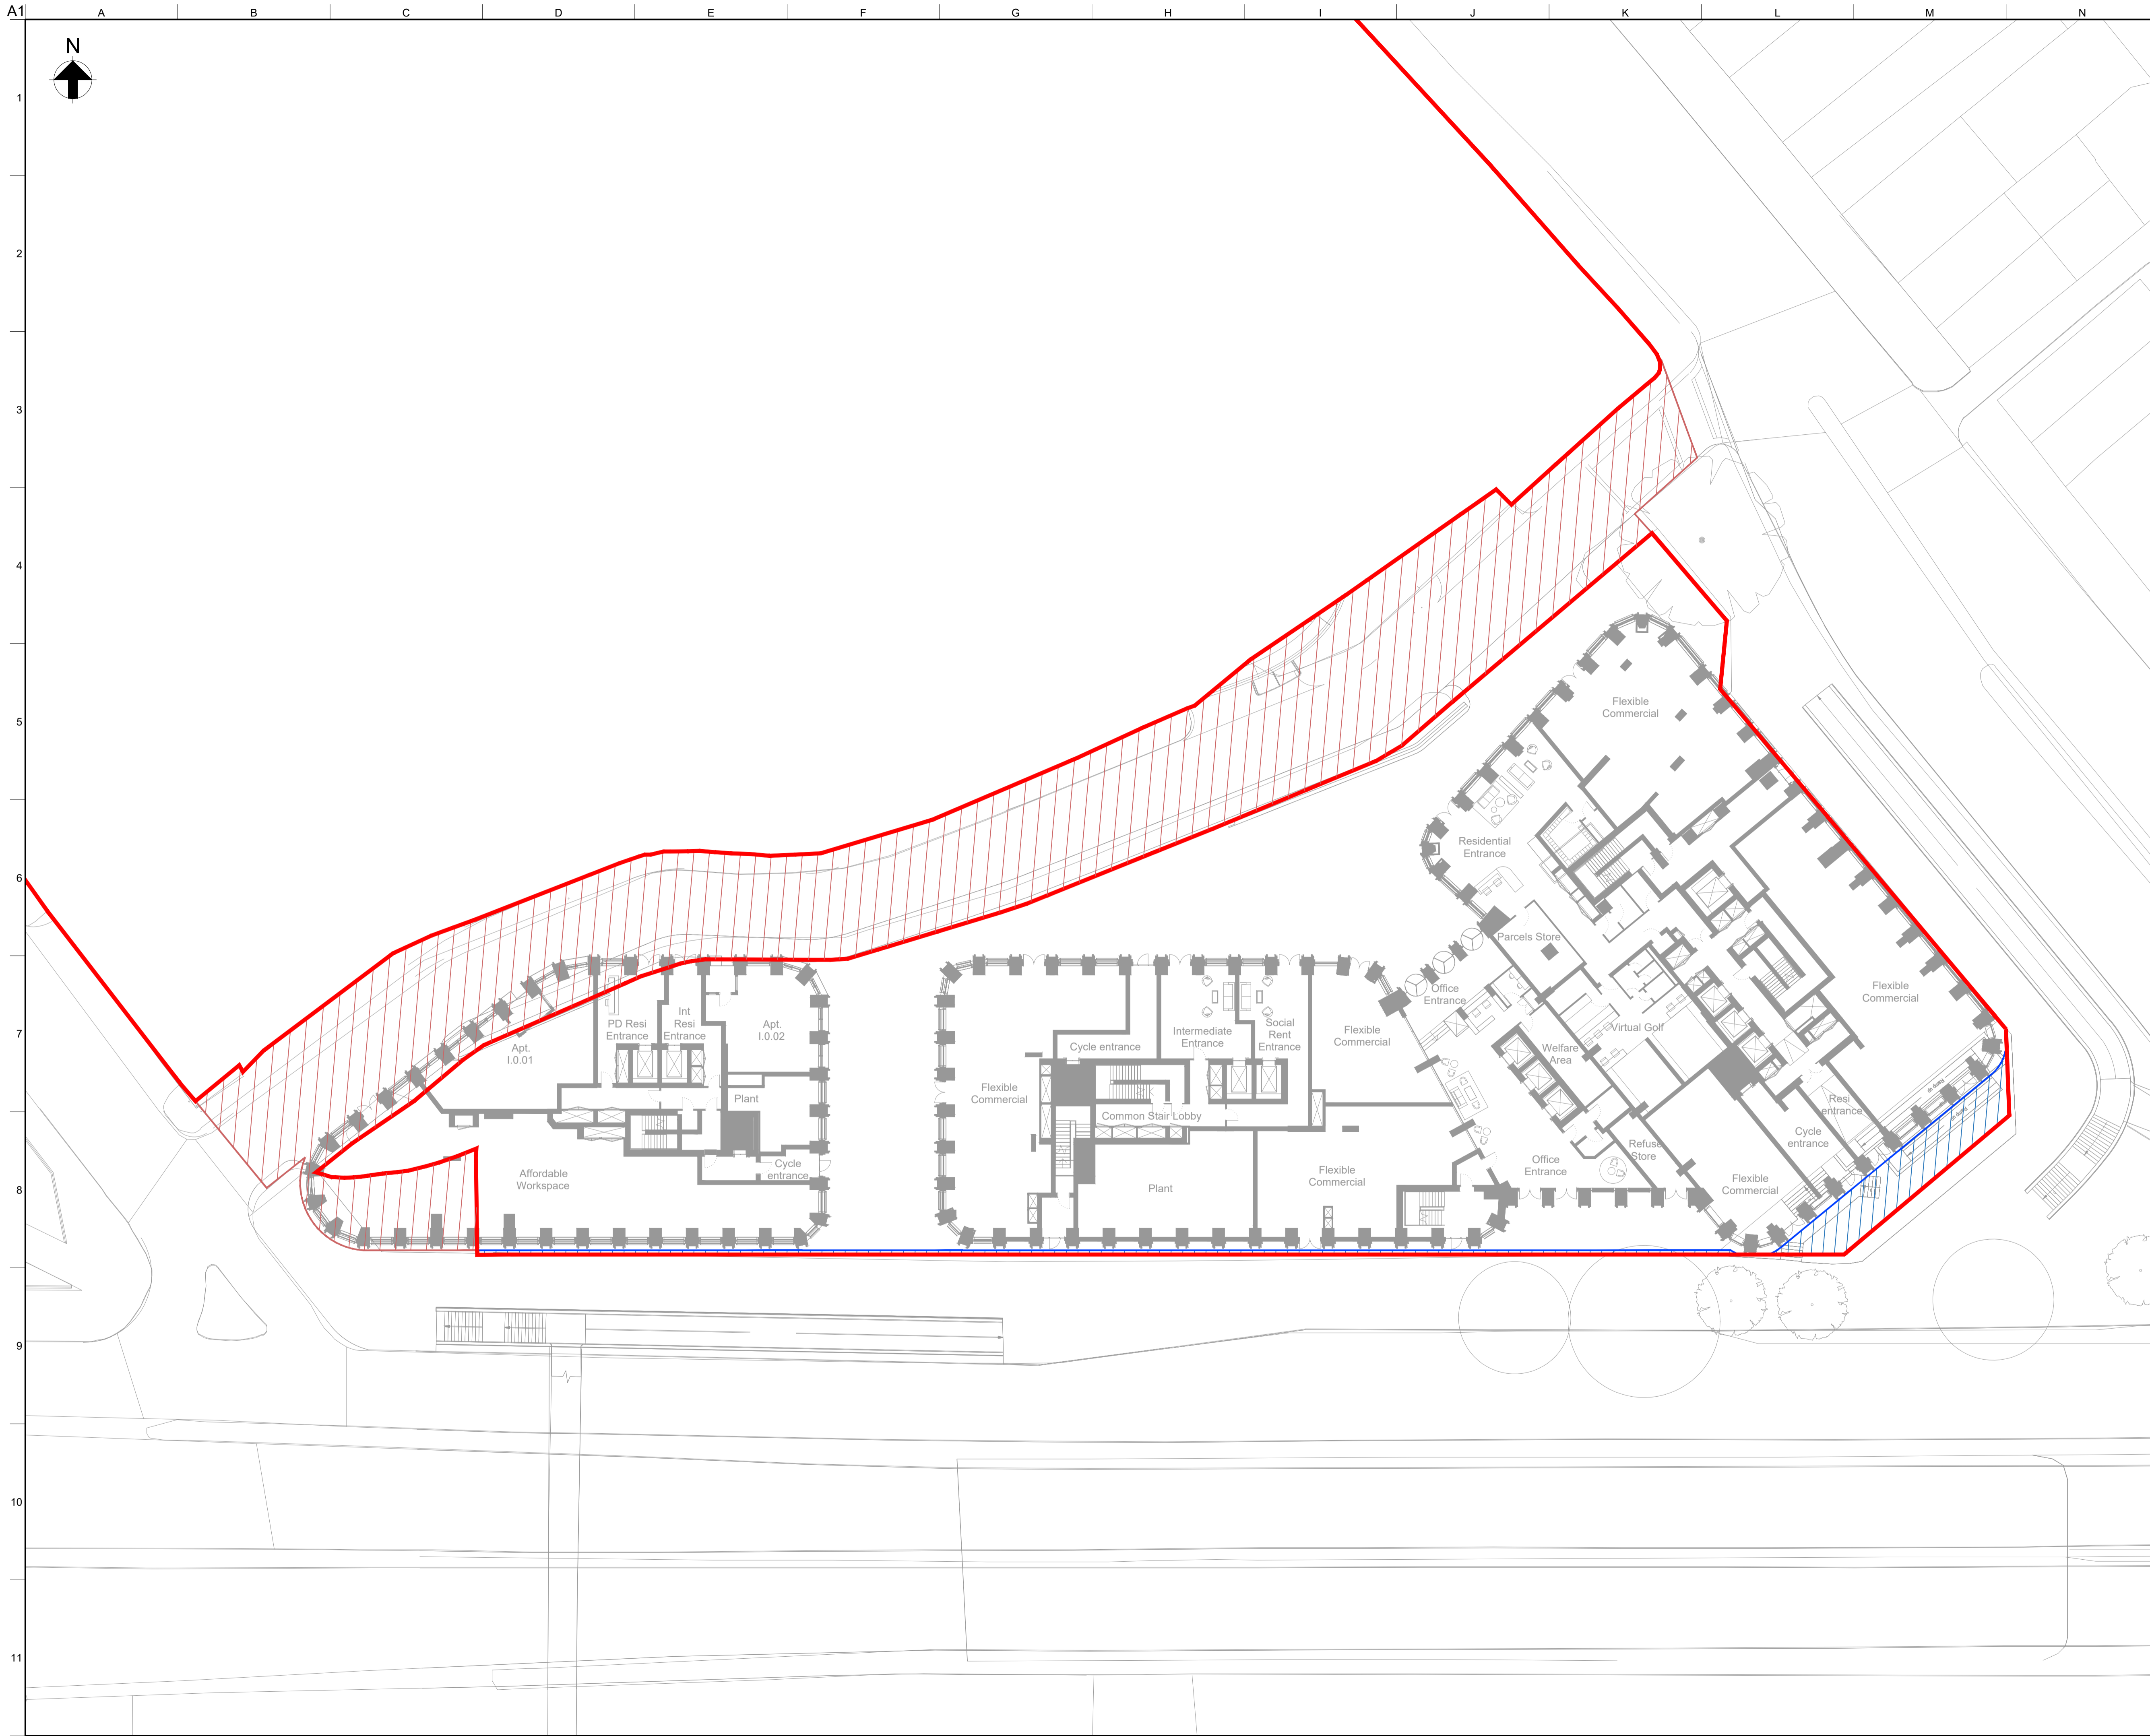 A1
A B C D E F G H I J K L M N
N
1
2
3
4
5
6
7
8
9
10
11
Flexible
Commercial
Residential
Entrance
Parcels Store
Office
Entrance
Flexible
Commercial
Virtual Golf
Welfare
Area
PD Resi
Entrance
Int
Resi
Entrance
Apt.
I.0.02
Apt.
I.0.01
Intermediate
Entrance
Social
Rent
Entrance
Flexible
Commercial
Cycle entrance
Flexible
Commercial
Plant
Common Stair Lobby
Resi
entrance
Cycle
entrance
Refuse
Store
Office
Entrance
Affordable
Workspace
Cycle
entrance
Plant
Flexible
Commercial
Flexible
Commercial